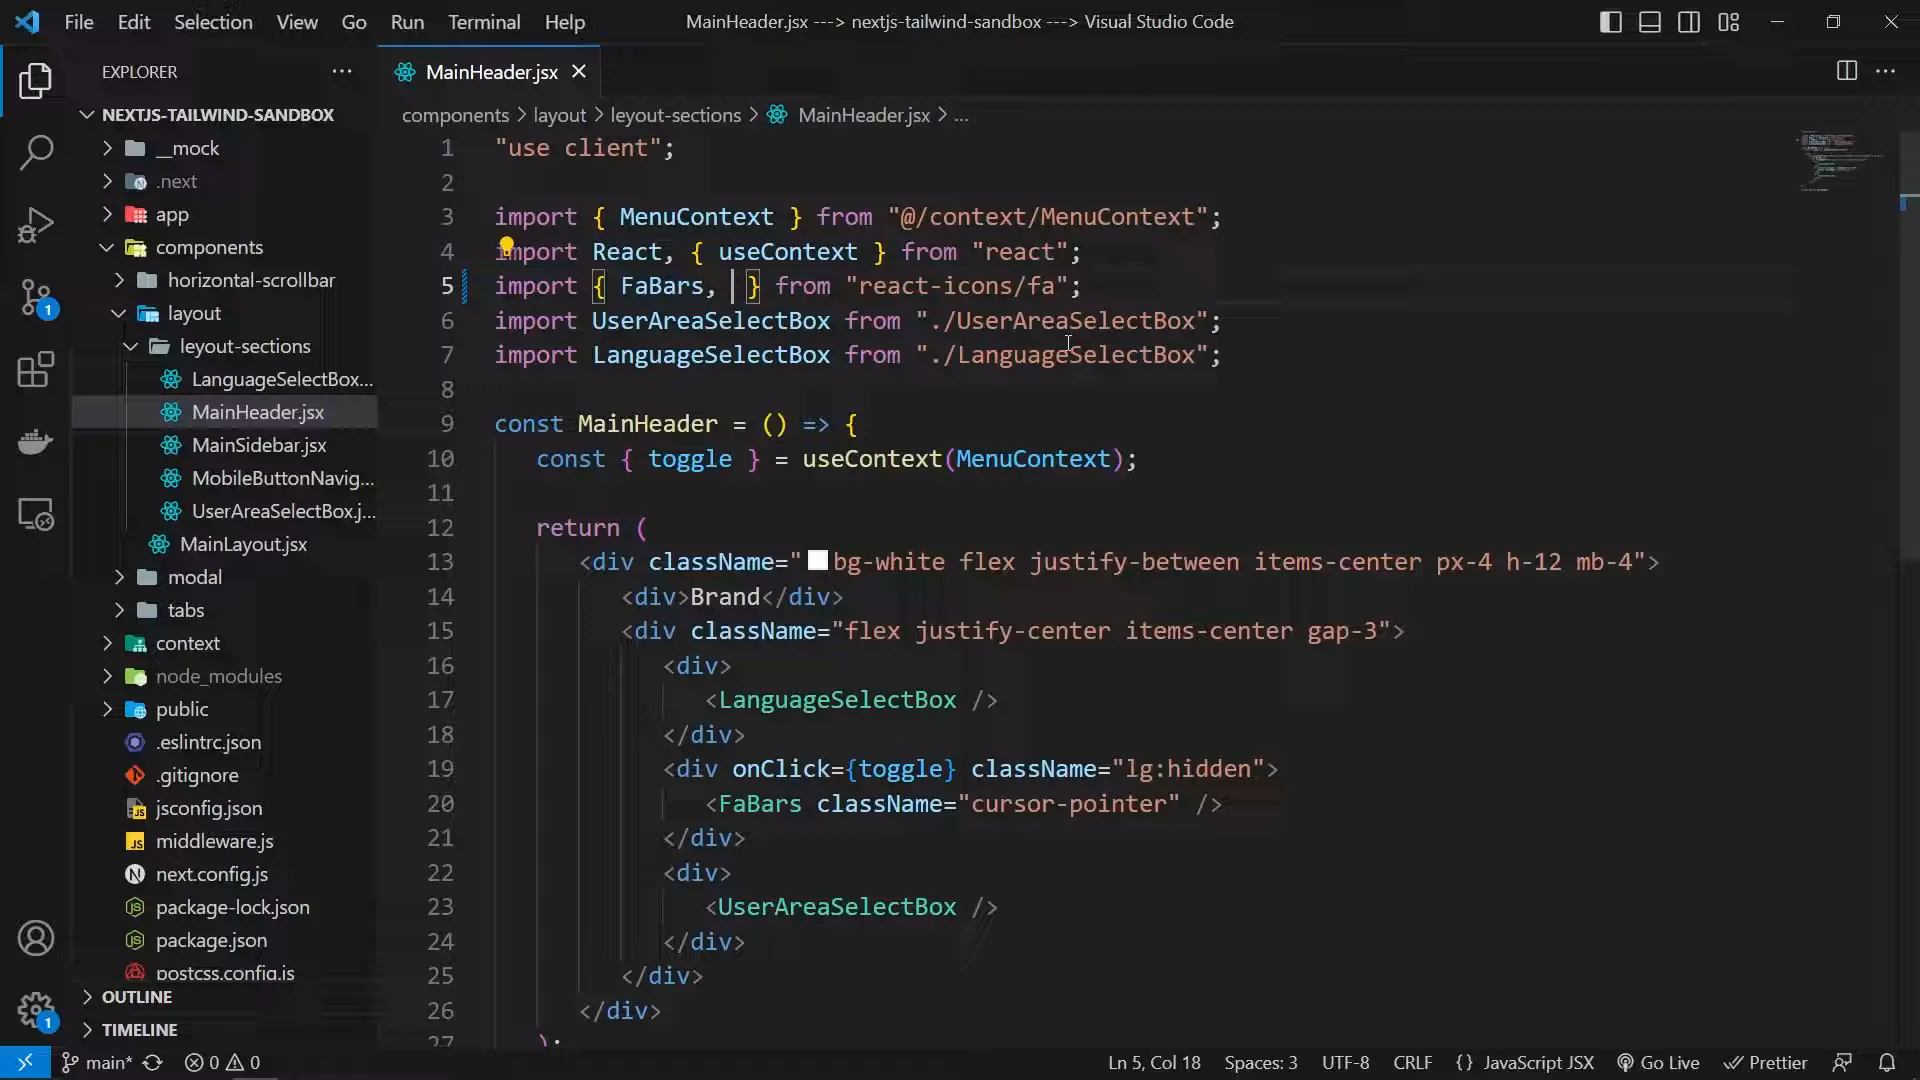 File Edit Selection View Go Run Terminal Help
MainHeader.jsx ---> nextjs-tailwind-sandbox ---> Visual Studio Code
EXPLORER
NEXTJS-TAILWIND-SANDBOX
__mock
.next
app
components
horizontal-scrollbar
layout
leyout-sections
LanguageSelectBox...
MainHeader.jsx
MainSidebar.jsx
MobileButtonNavig...
UserAreaSelectBox.j...
MainLayout.jsx
modal
tabs
context
node_modules
public
.eslintrc.json
.gitignore
jsconfig.json
middleware.js
next.config.js
package-lock.json
package.json
postcss.config.js
OUTLINE
TIMELINE
1
1
MainHeader.jsx
components > layout > leyout-sections > MainHeader.jsx > ...
1 "use client";
2
3 import { MenuContext } from "@/context/MenuContext";
4 import React, { useContext } from "react";
5 import { FaBars, } from "react-icons/fa";
6 import UserAreaSelectBox from "./UserAreaSelectBox";
7 import LanguageSelectBox from "./LanguageSelectBox";
8
9 const MainHeader = () => {
10 const { toggle } = useContext(MenuContext);
11
12 return (
13 <div className="bg-white flex justify-between items-center px-4 h-12 mb-4">
14 <div>Brand</div>
15 <div className="flex justify-center items-center gap-3">
16 <div>
17 <LanguageSelectBox />
18 </div>
19 <div onClick={toggle} className="lg:hidden">
20 <FaBars className="cursor-pointer" />
21 </div>
22 <div>
23 <UserAreaSelectBox />
24 </div>
25 </div>
26 </div>
27 );
main* 0 0 Ln 5, Col 18 Spaces: 3 UTF-8 CRLF {} JavaScript JSX Go Live Prettier